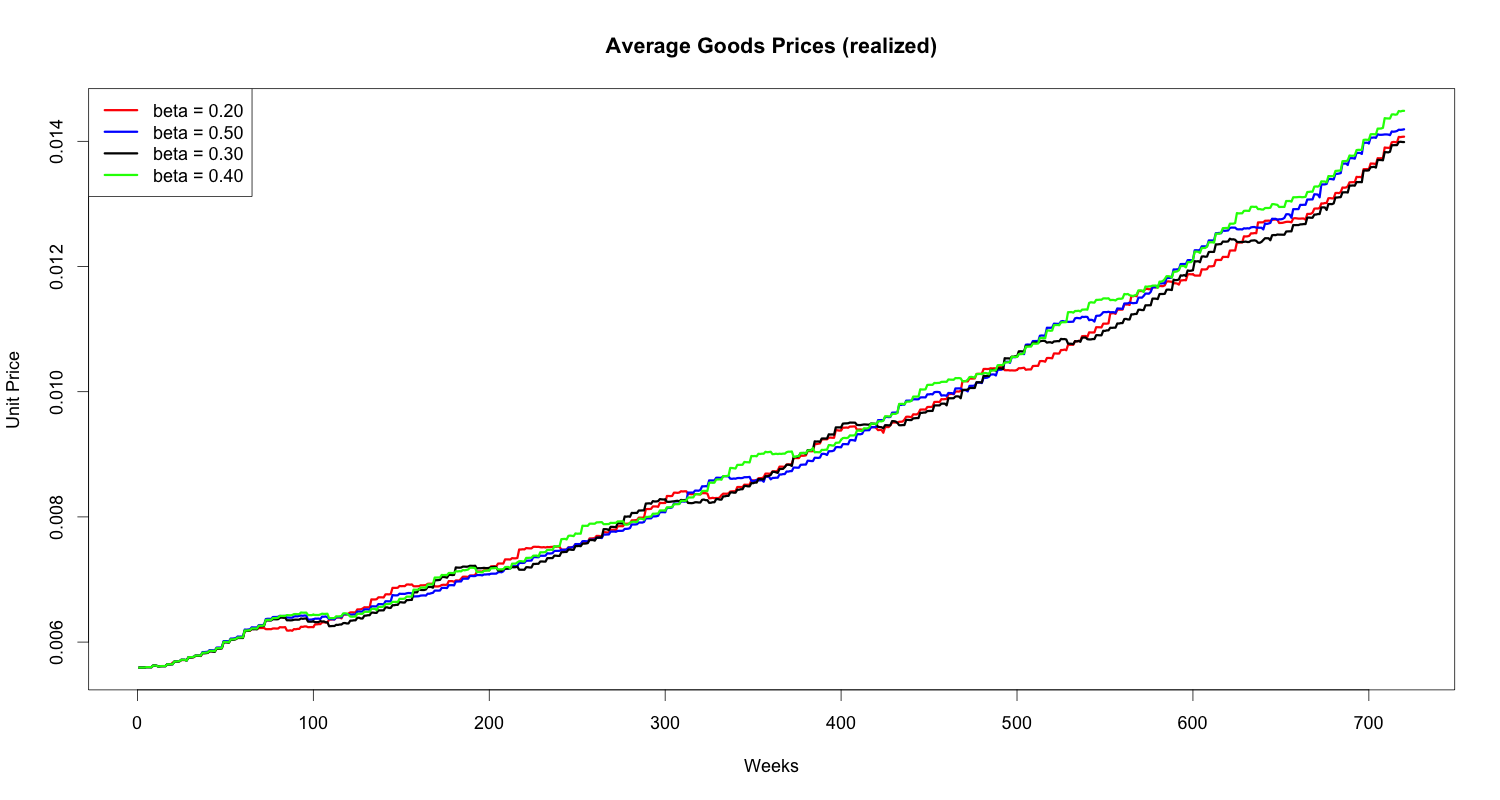 Average Goods Prices (realized)
beta = 0.20
beta = 0.50
beta = 0.30
beta = 0.40
Unit Price
0.014
0.012
0.010
0.008
0.006
0 100 200 300 400 500 600 700
Weeks